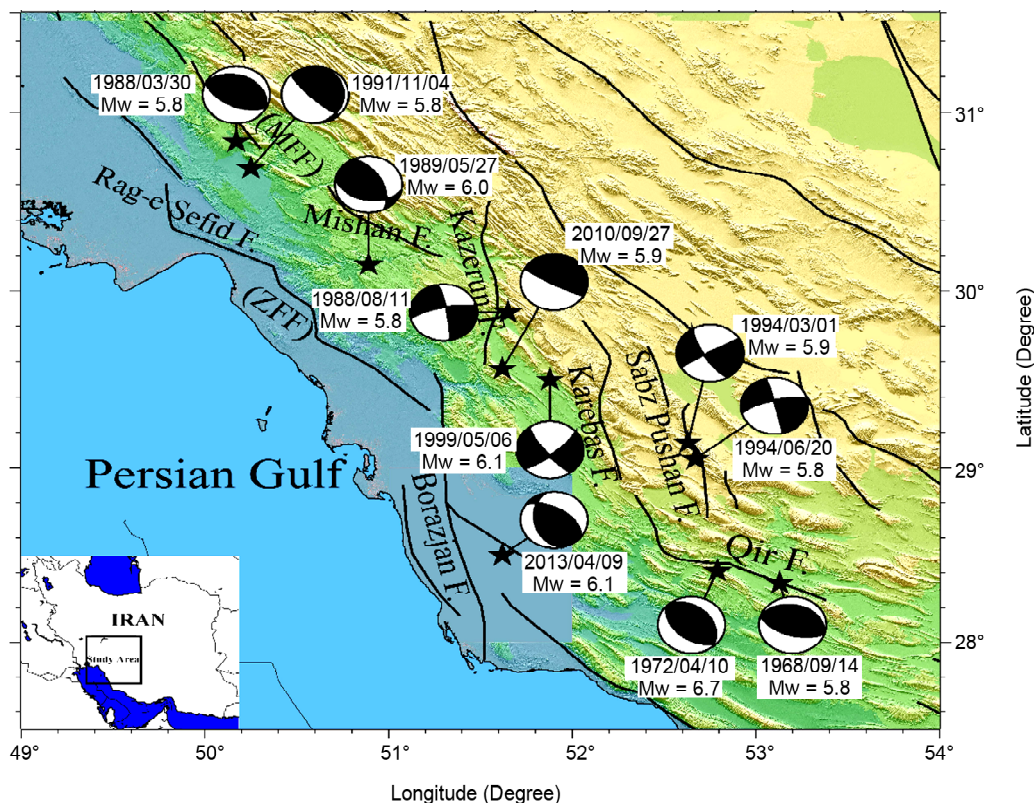 1988/03/30
Mw = 5.8
1991/11/04
Mw = 5.8
(MFF)
1989/05/27
Mw = 6.0
Rag-e Sefid F.
Mishan F.
Kazerun F.
2010/09/27
Mw = 5.9
(ZFF)
1988/08/11
Mw = 5.8
1994/03/01
Mw = 5.9
Sabz Pushan F.
Karebas F.
1999/05/06
Mw = 6.1
1994/06/20
Mw = 5.8
Persian Gulf
Borazjan F.
2013/04/09
Mw = 6.1
Qir F.
1972/04/10
Mw = 6.7
1968/09/14
Mw = 5.8
IRAN
Study Area
31°
30°
29°
28°
Latitude (Degree)
49°
50°
51°
52°
53°
54°
Longitude (Degree)